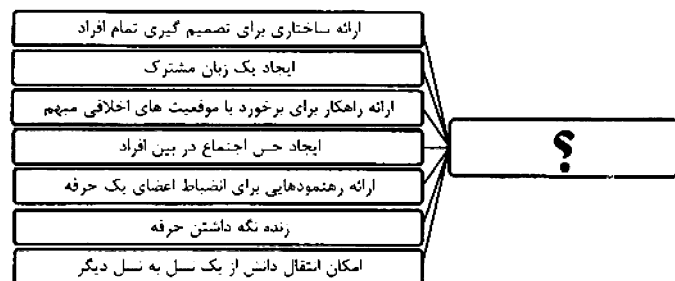 ارائه ساختاری برای تصمیم گیری تمام افراد
ایجاد یک زبان مشترک
ارائه راهکار برای برخورد با موقعیت های اخلاقی مبهم
ایجاد حس اجتماع در بین افراد
ارائه رهنمودهایی برای انضباط اعضای یک حرفه
زنده نگه داشتن حرفه
امکان انتقال دانش از یک نسل به نسل دیگر
؟